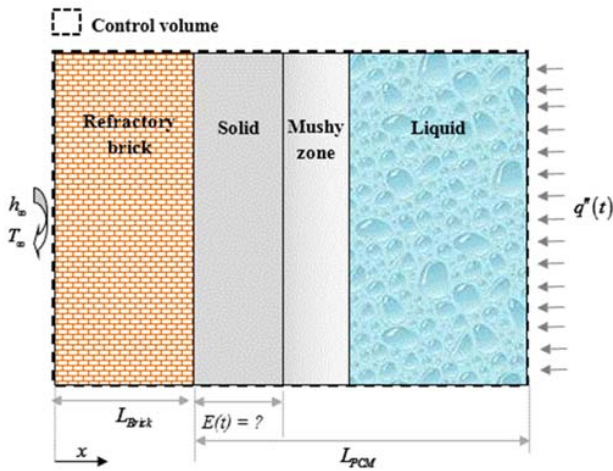 Control volume
Refractory
brick
Solid
Mushy
zone
Liquid
h∞
T∞
q"(t)
L_Brick
E(t) = ?
L_PCM
x